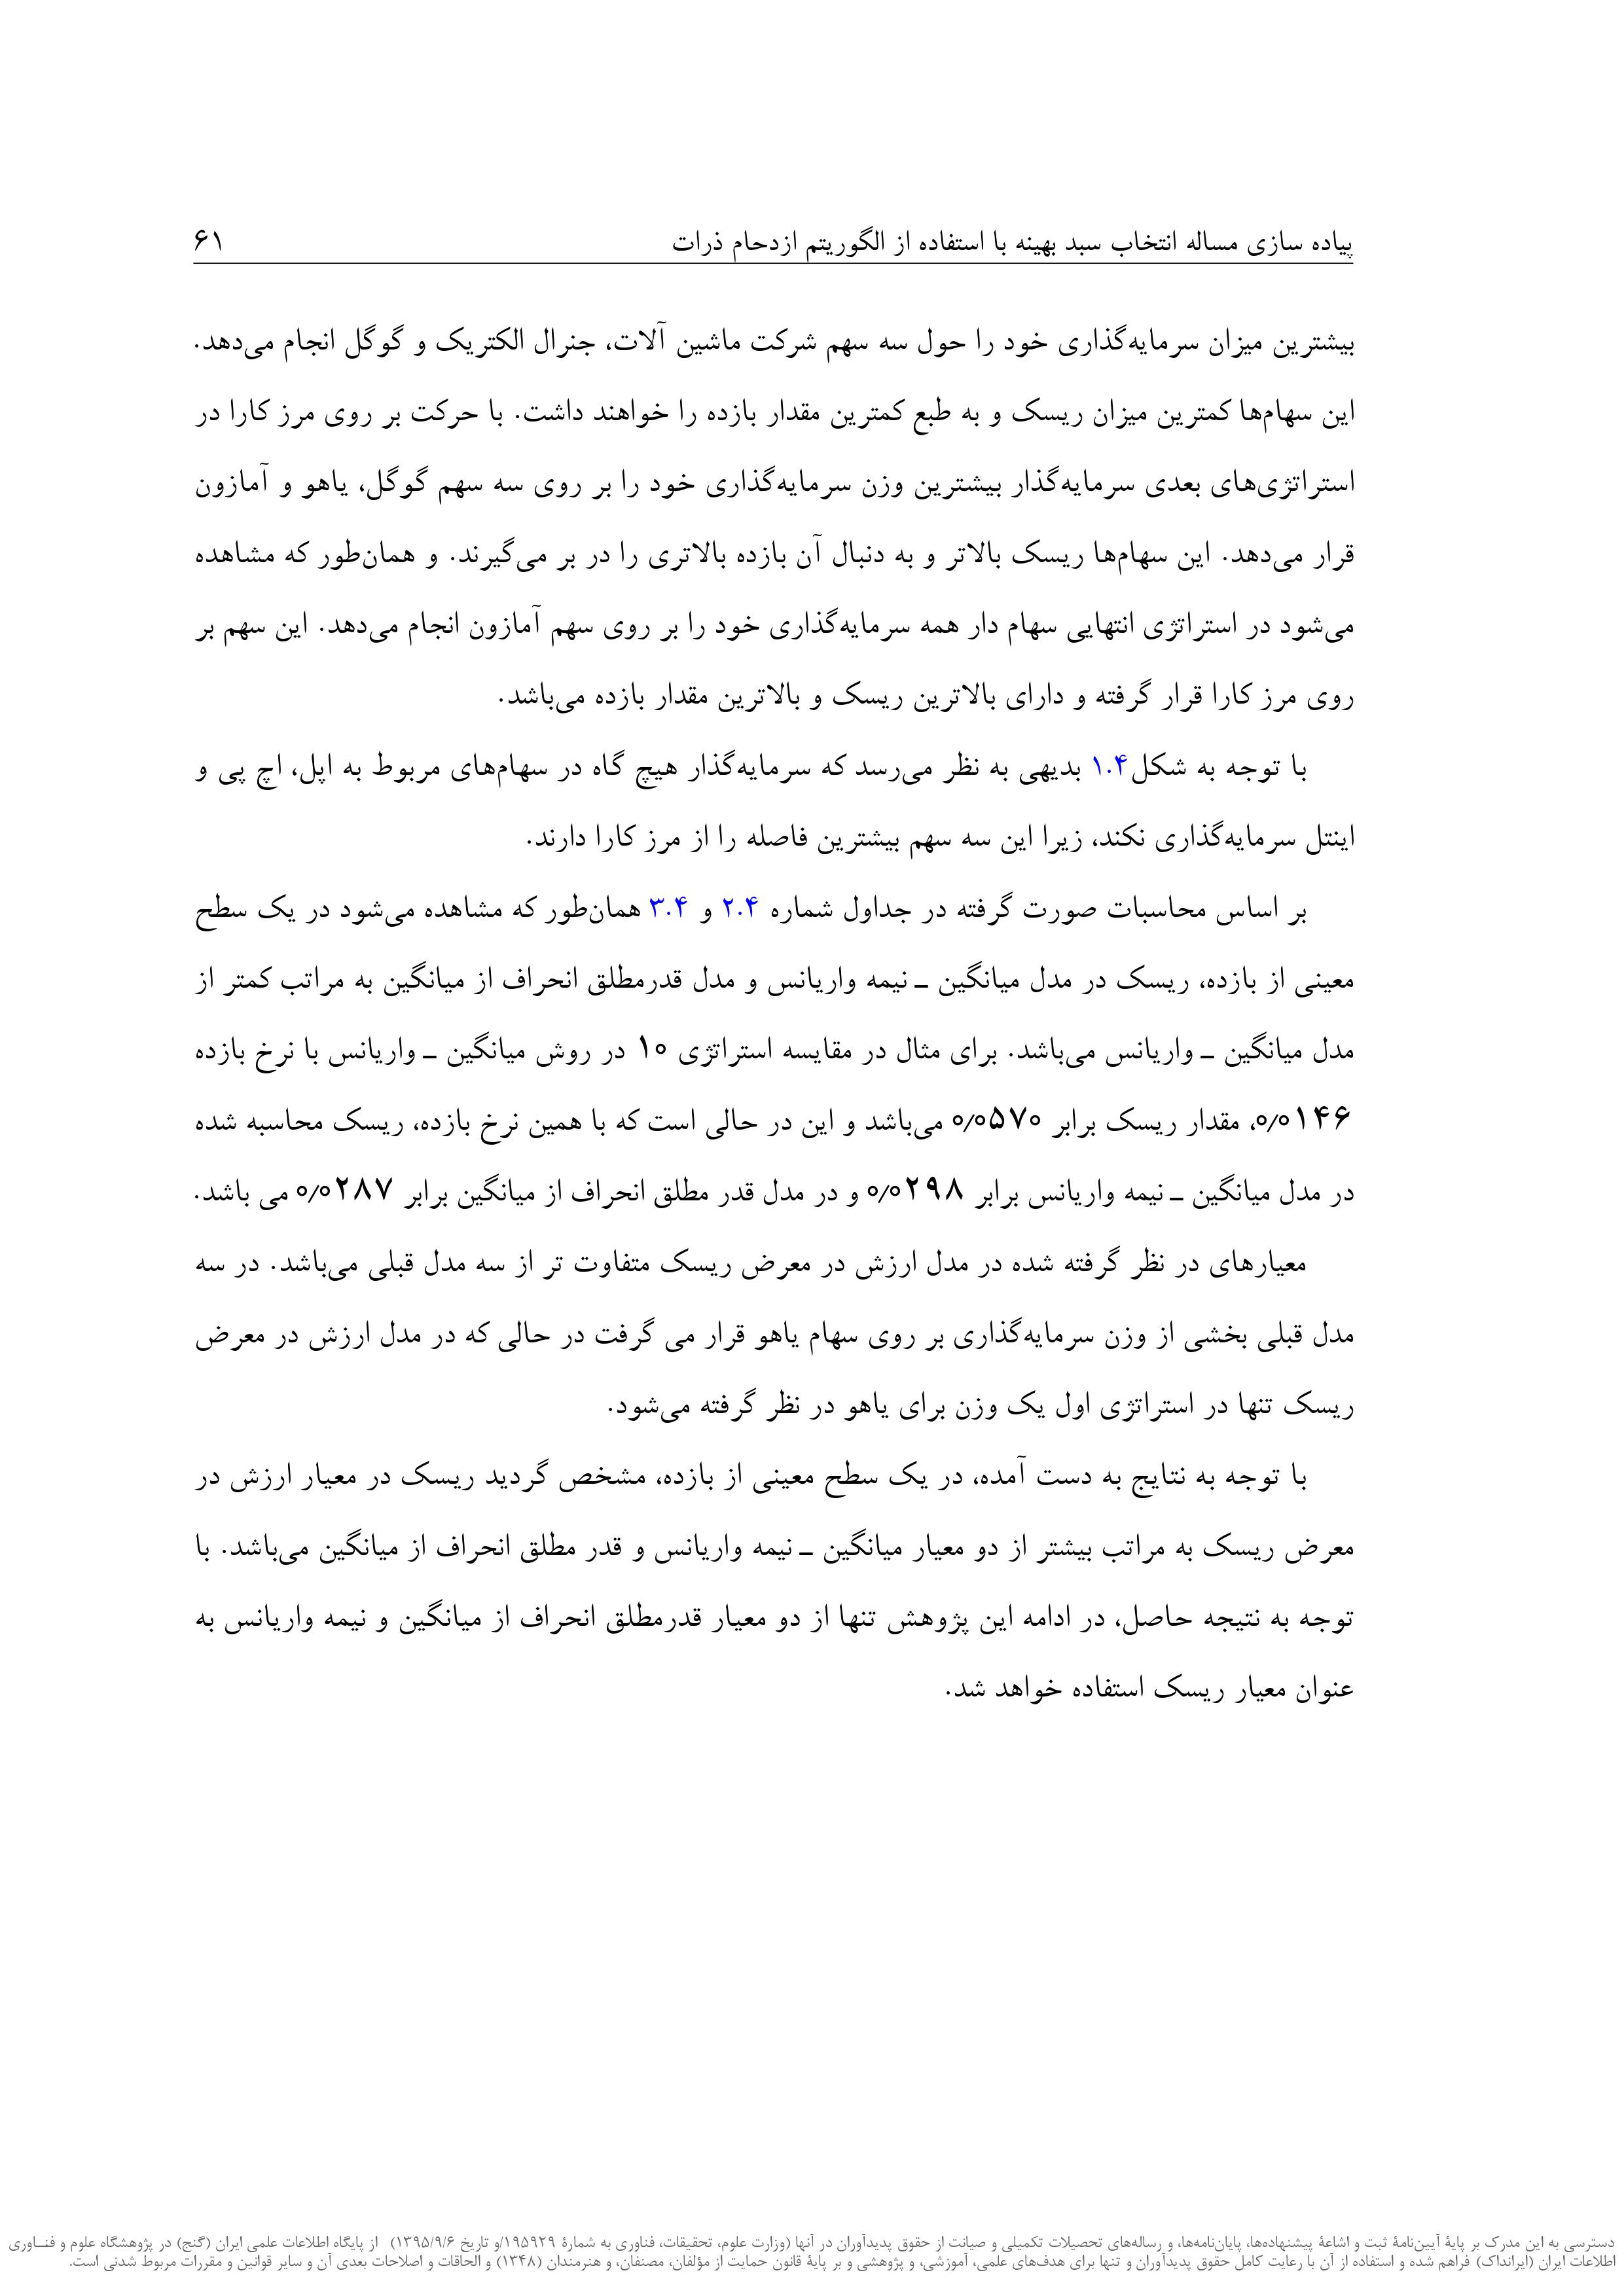 پیاده سازی مساله انتخاب سبد بهینه با استفاده از الگوریتم ازدحام ذرات ۶۱
بیشترین میزان سرمایه‌گذاری خود را حول سه سهم شرکت ماشین آلات، جنرال الکتریک و گوگل انجام می‌دهد.
این سهام‌ها کمترین میزان ریسک و به طبع کمترین مقدار بازده را خواهند داشت. با حرکت بر روی مرز کارا در
استراتژی‌های بعدی سرمایه‌گذار بیشترین وزن سرمایه‌گذاری خود را بر روی سه سهم گوگل، یاهو و آمازون
قرار می‌دهد. این سهام‌ها ریسک بالاتر و به دنبال آن بازده بالاتری را در بر می‌گیرند. و همان‌طور که مشاهده
می‌شود در استراتژی انتهایی سهام دار همه سرمایه‌گذاری خود را بر روی سهم آمازون انجام می‌دهد. این سهم بر
روی مرز کارا قرار گرفته و دارای بالاترین ریسک و بالاترین مقدار بازده می‌باشد.
با توجه به شکل۱.۴ بدیهی به نظر می‌رسد که سرمایه‌گذار هیچ گاه در سهام‌های مربوط به اپل، اچ پی و
اینتل سرمایه‌گذاری نکند، زیرا این سه سهم بیشترین فاصله را از مرز کارا دارند.
بر اساس محاسبات صورت گرفته در جداول شماره ۲.۴ و ۳.۴ همان‌طور که مشاهده می‌شود در یک سطح
معینی از بازده، ریسک در مدل میانگین ـ نیمه واریانس و مدل قدرمطلق انحراف از میانگین به مراتب کمتر از
مدل میانگین ـ واریانس می‌باشد. برای مثال در مقایسه استراتژی ۱۰ در روش میانگین ـ واریانس با نرخ بازده
۰٫۰۱۴۶، مقدار ریسک برابر ۰٫۰۵۷۰ می‌باشد و این در حالی است که با همین نرخ بازده، ریسک محاسبه شده
در مدل میانگین ـ نیمه واریانس برابر ۰٫۰۲۹۸ و در مدل قدر مطلق انحراف از میانگین برابر ۰٫۰۲۸۷ می باشد.
معیارهای در نظر گرفته شده در مدل ارزش در معرض ریسک متفاوت تر از سه مدل قبلی می‌باشد. در سه
مدل قبلی بخشی از وزن سرمایه‌گذاری بر روی سهام یاهو قرار می گرفت در حالی که در مدل ارزش در معرض
ریسک تنها در استراتژی اول یک وزن برای یاهو در نظر گرفته می‌شود.
با توجه به نتایج به دست آمده، در یک سطح معینی از بازده، مشخص گردید ریسک در معیار ارزش در
معرض ریسک به مراتب بیشتر از دو معیار میانگین ـ نیمه واریانس و قدر مطلق انحراف از میانگین می‌باشد. با
توجه به نتیجه حاصل، در ادامه این پژوهش تنها از دو معیار قدرمطلق انحراف از میانگین و نیمه واریانس به
عنوان معیار ریسک استفاده خواهد شد.
دسترسی به این مدرک بر پایهٔ آیین‌نامهٔ ثبت و اشاعهٔ پیشنهاده‌ها، پایان‌نامه‌ها، و رساله‌های تحصیلات تکمیلی و صیانت از حقوق پدیدآوران در آنها (وزارت علوم، تحقیقات، فناوری به شمارهٔ ۱۹۵۹۲۹/و تاریخ ۱۳۹۵/۹/۶) از پایگاه اطلاعات علمی ایران (گنج) در پژوهشگاه علوم و فنــاوری
اطلاعات ایران (ایرانداک) فراهم شده و استفاده از آن با رعایت کامل حقوق پدیدآوران و تنها برای هدف‌های علمی، آموزشی، و پژوهشی و بر پایهٔ قانون حمایت از مؤلفان، مصنفان، و هنرمندان (۱۳۴۸) و الحاقات و اصلاحات بعدی آن و سایر قوانین و مقررات مربوط شدنی است.